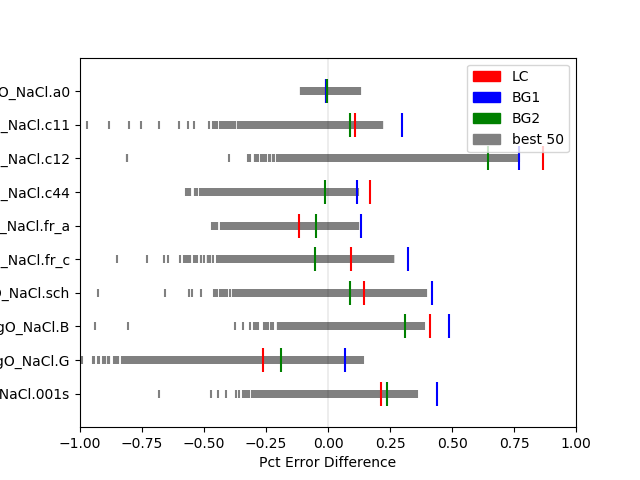 O_NaCl.a0
_NaCl.c11
_NaCl.c12
_NaCl.c44
_NaCl.fr_a
_NaCl.fr_c
O_NaCl.sch
gO_NaCl.B
gO_NaCl.G
NaCl.001s
LC
BG1
BG2
best 50
−1.00 −0.75 −0.50 −0.25 0.00 0.25 0.50 0.75 1.00
Pct Error Difference